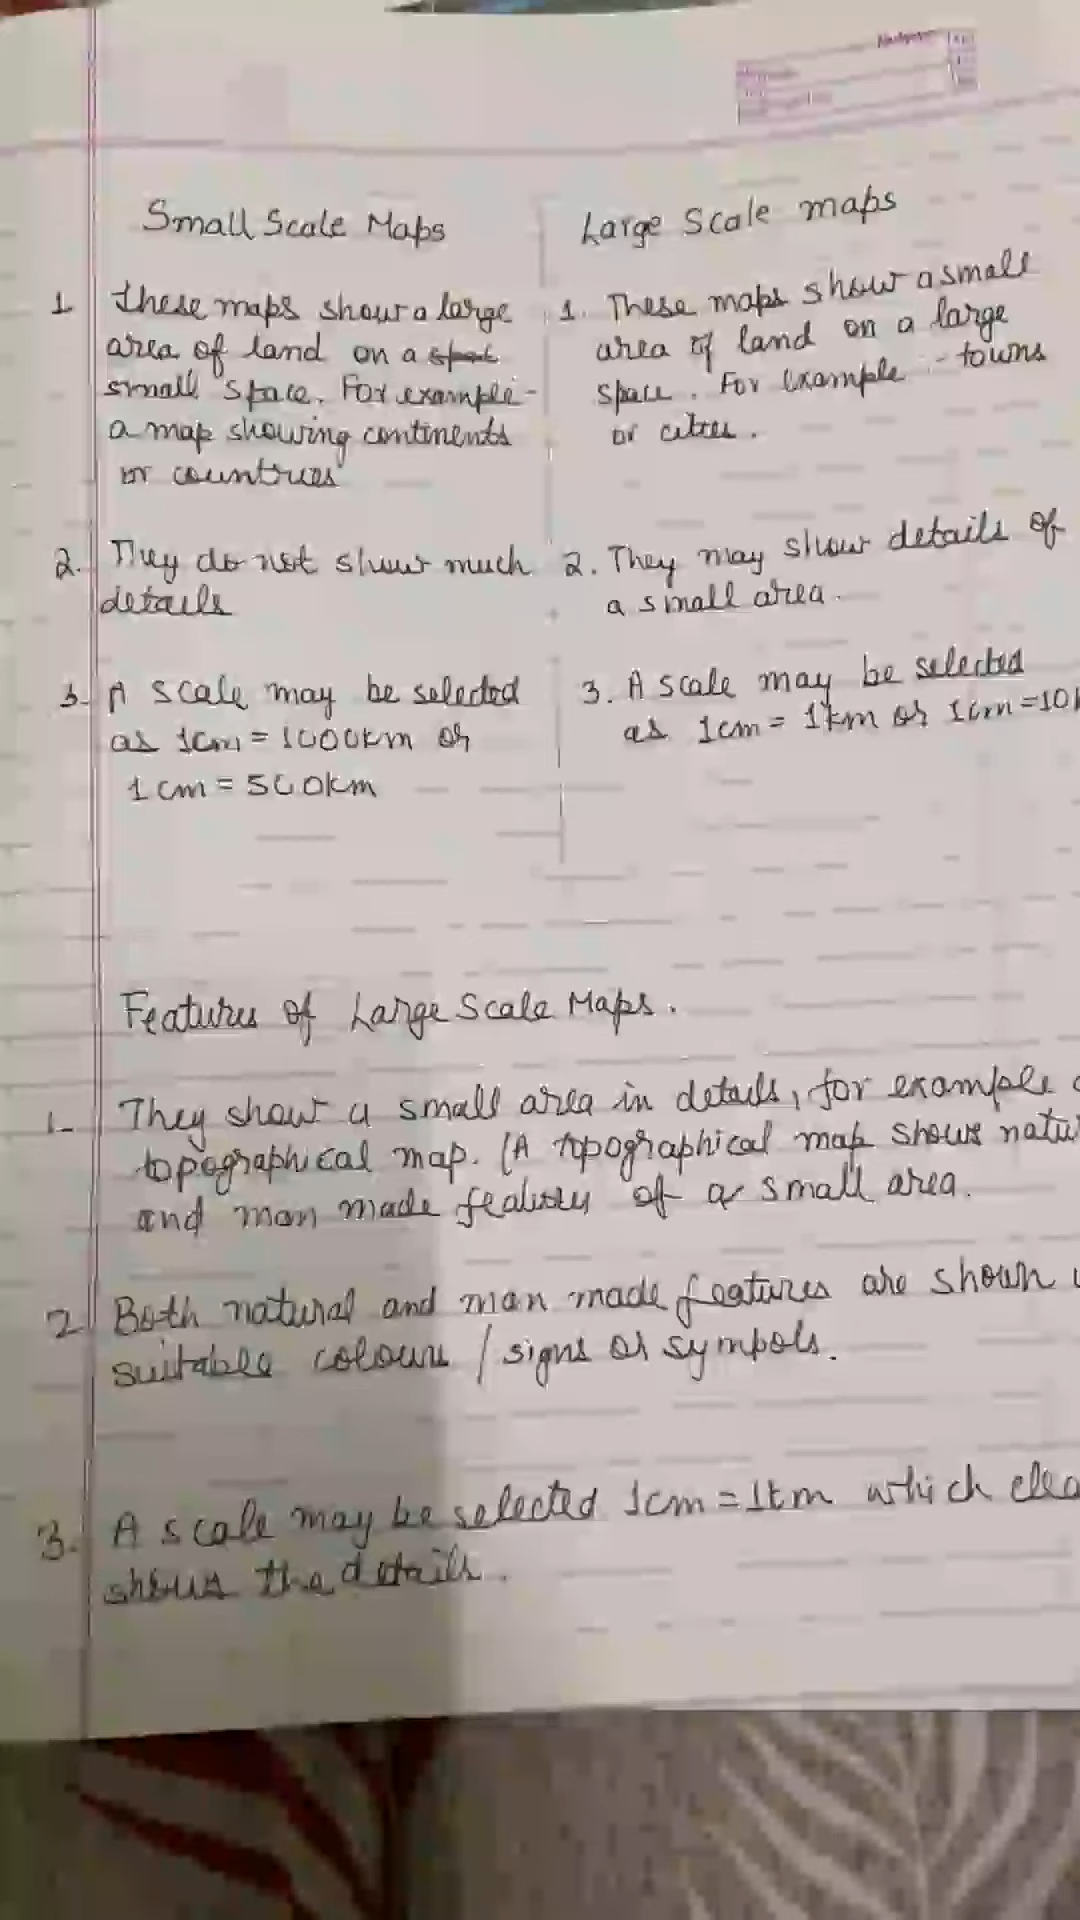 Small Scale Maps
1 These maps show a large
area of land on a
small space. For example -
a map showing continents
or countries
2. They do not show much
details
3. A scale may be selected
as 1cm = 1000km or
1cm = 500km
Large Scale maps
1. These maps show a small
area of land on a large
space. For example - towns
or cities.
2. They may show details of
a small area.
3. A scale may be selected
as 1cm = 1km or 1cm = 10
Features of Large Scale Maps.
1- They show a small area in details, for example
topographical map. (A topographical map shows natu
and man made features of a small area.
2 Both natural and man made features are shown
suitable colours / signs or symbols.
3. A scale may be selected 1cm = 1km which clea
shows the details.